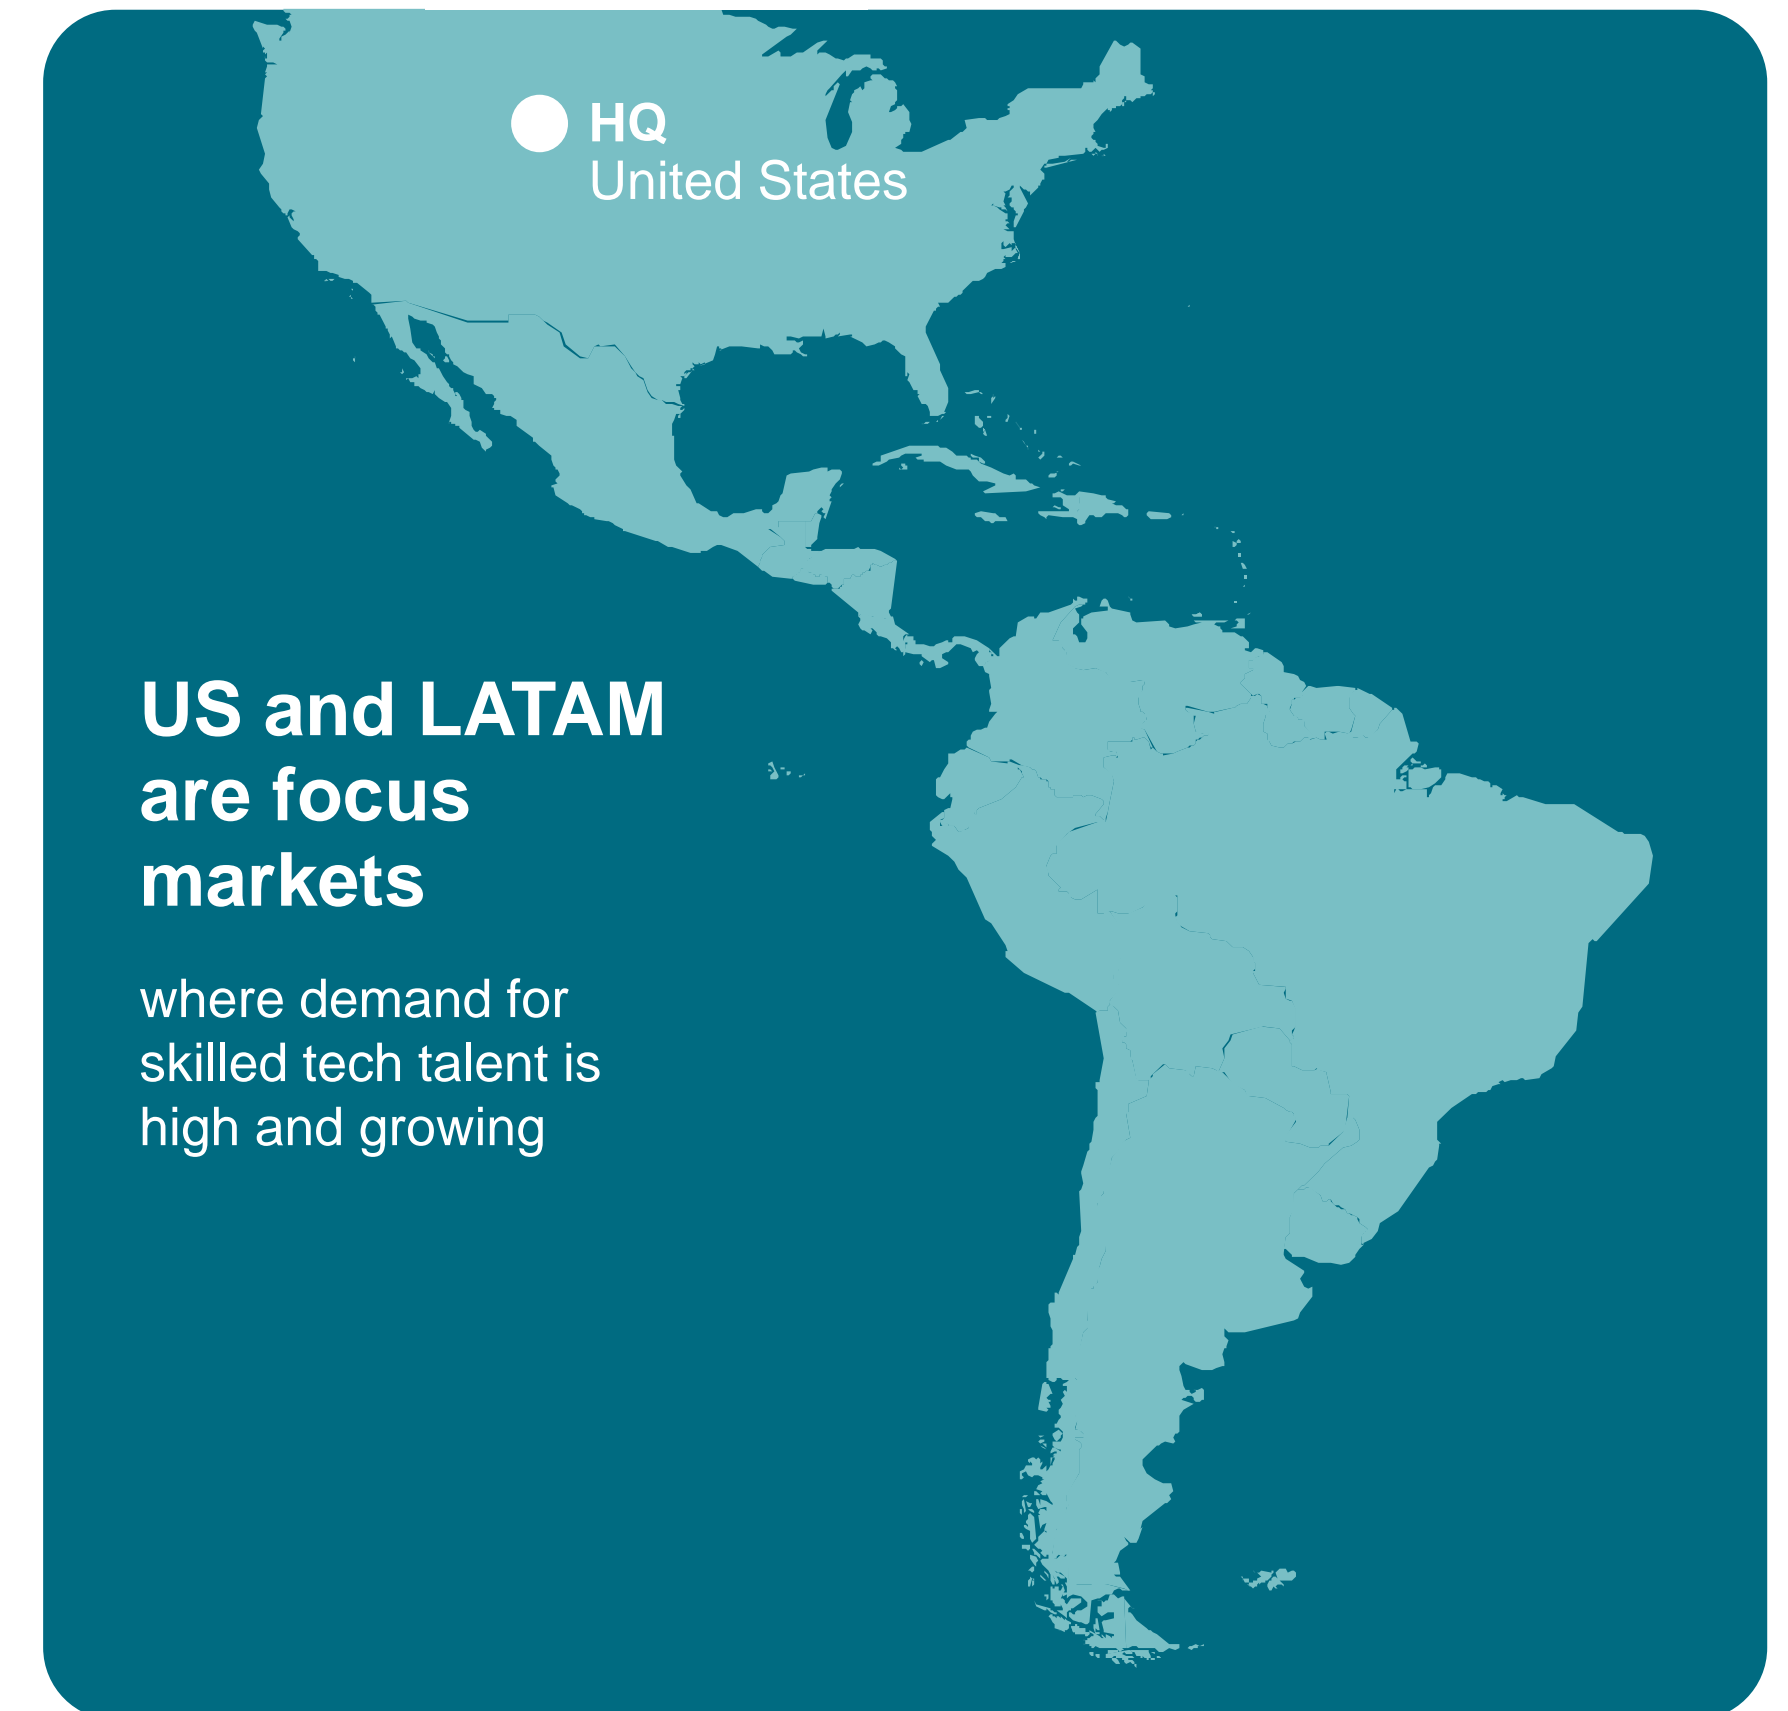 HQ
United States
US and LATAM
are focus
markets
where demand for
skilled tech talent is
high and growing